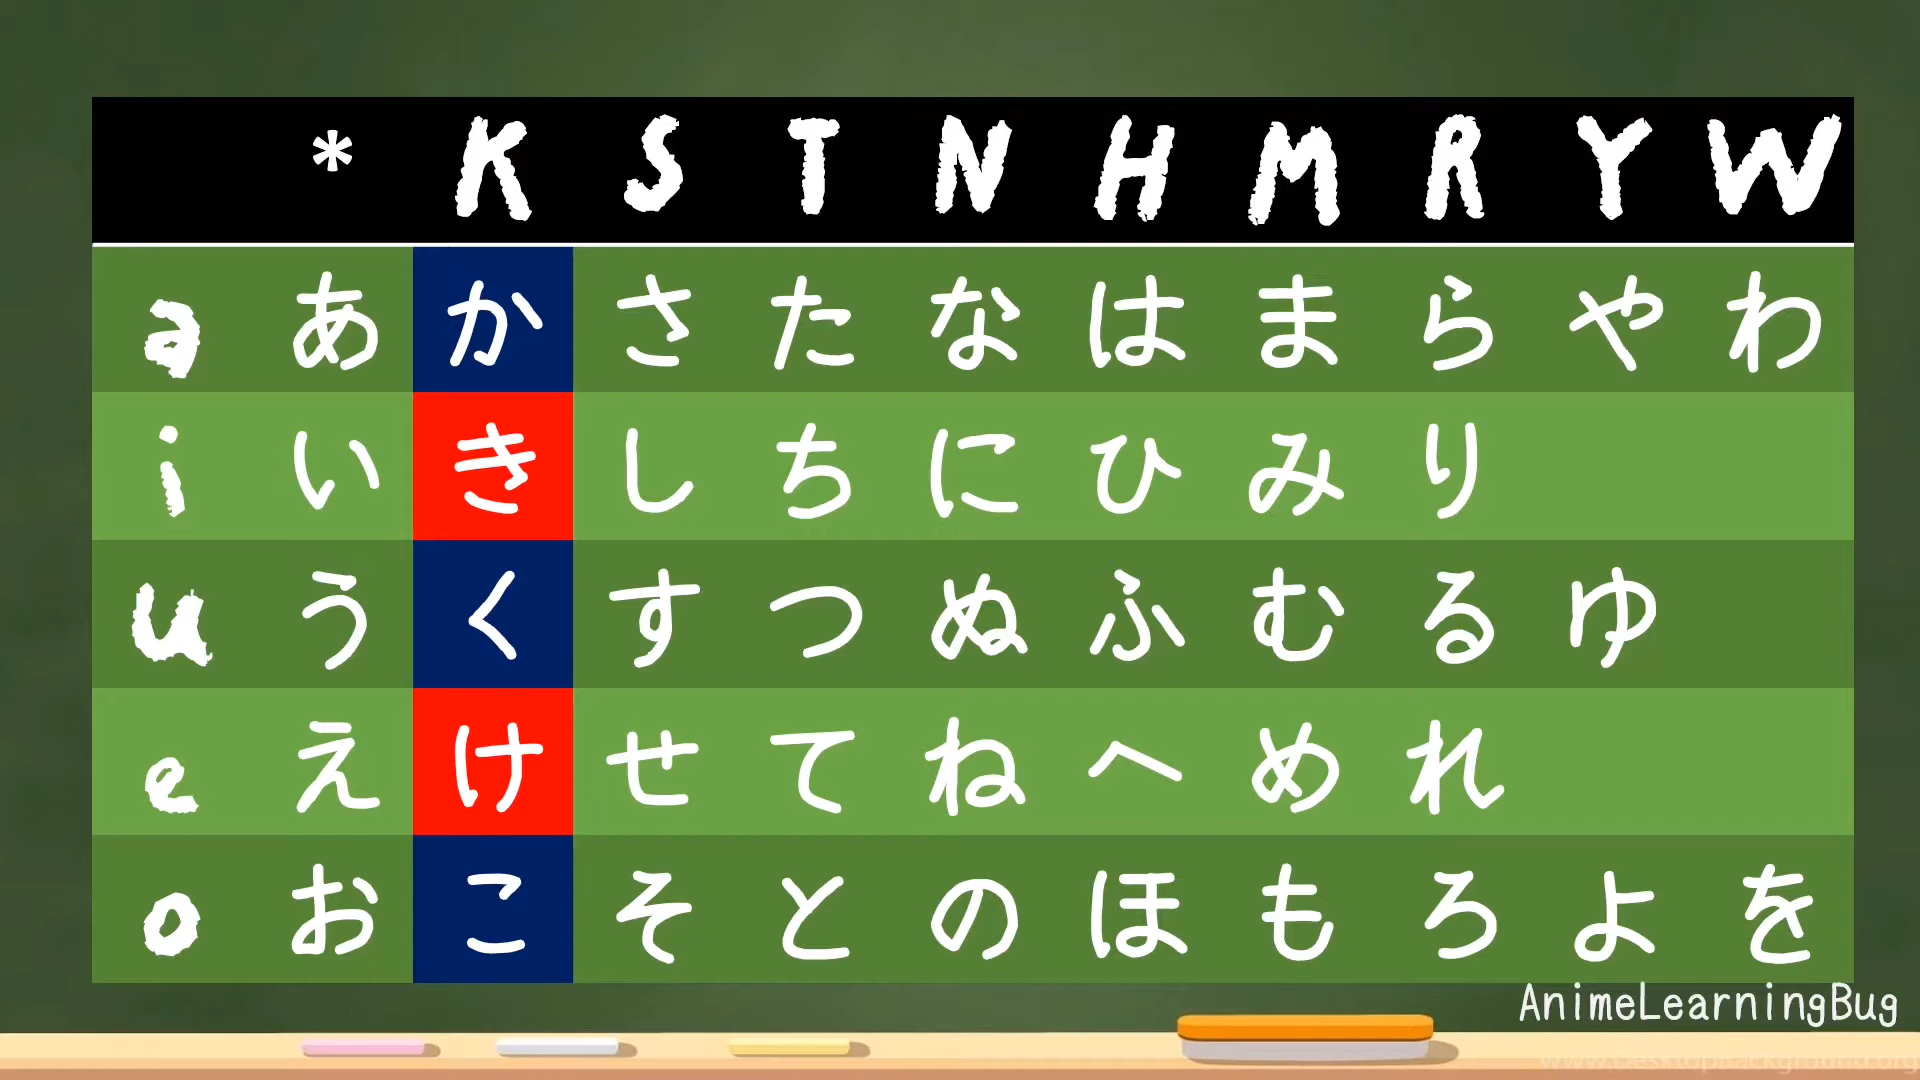 * K S T N H M R Y W
a あ か さ た な は ま ら や わ
i い き し ち に ひ み り
u う く す つ ぬ ふ む る ゆ
e え け せ て ね へ め れ
o お こ そ と の ほ も ろ よ を
AnimeLearningBug